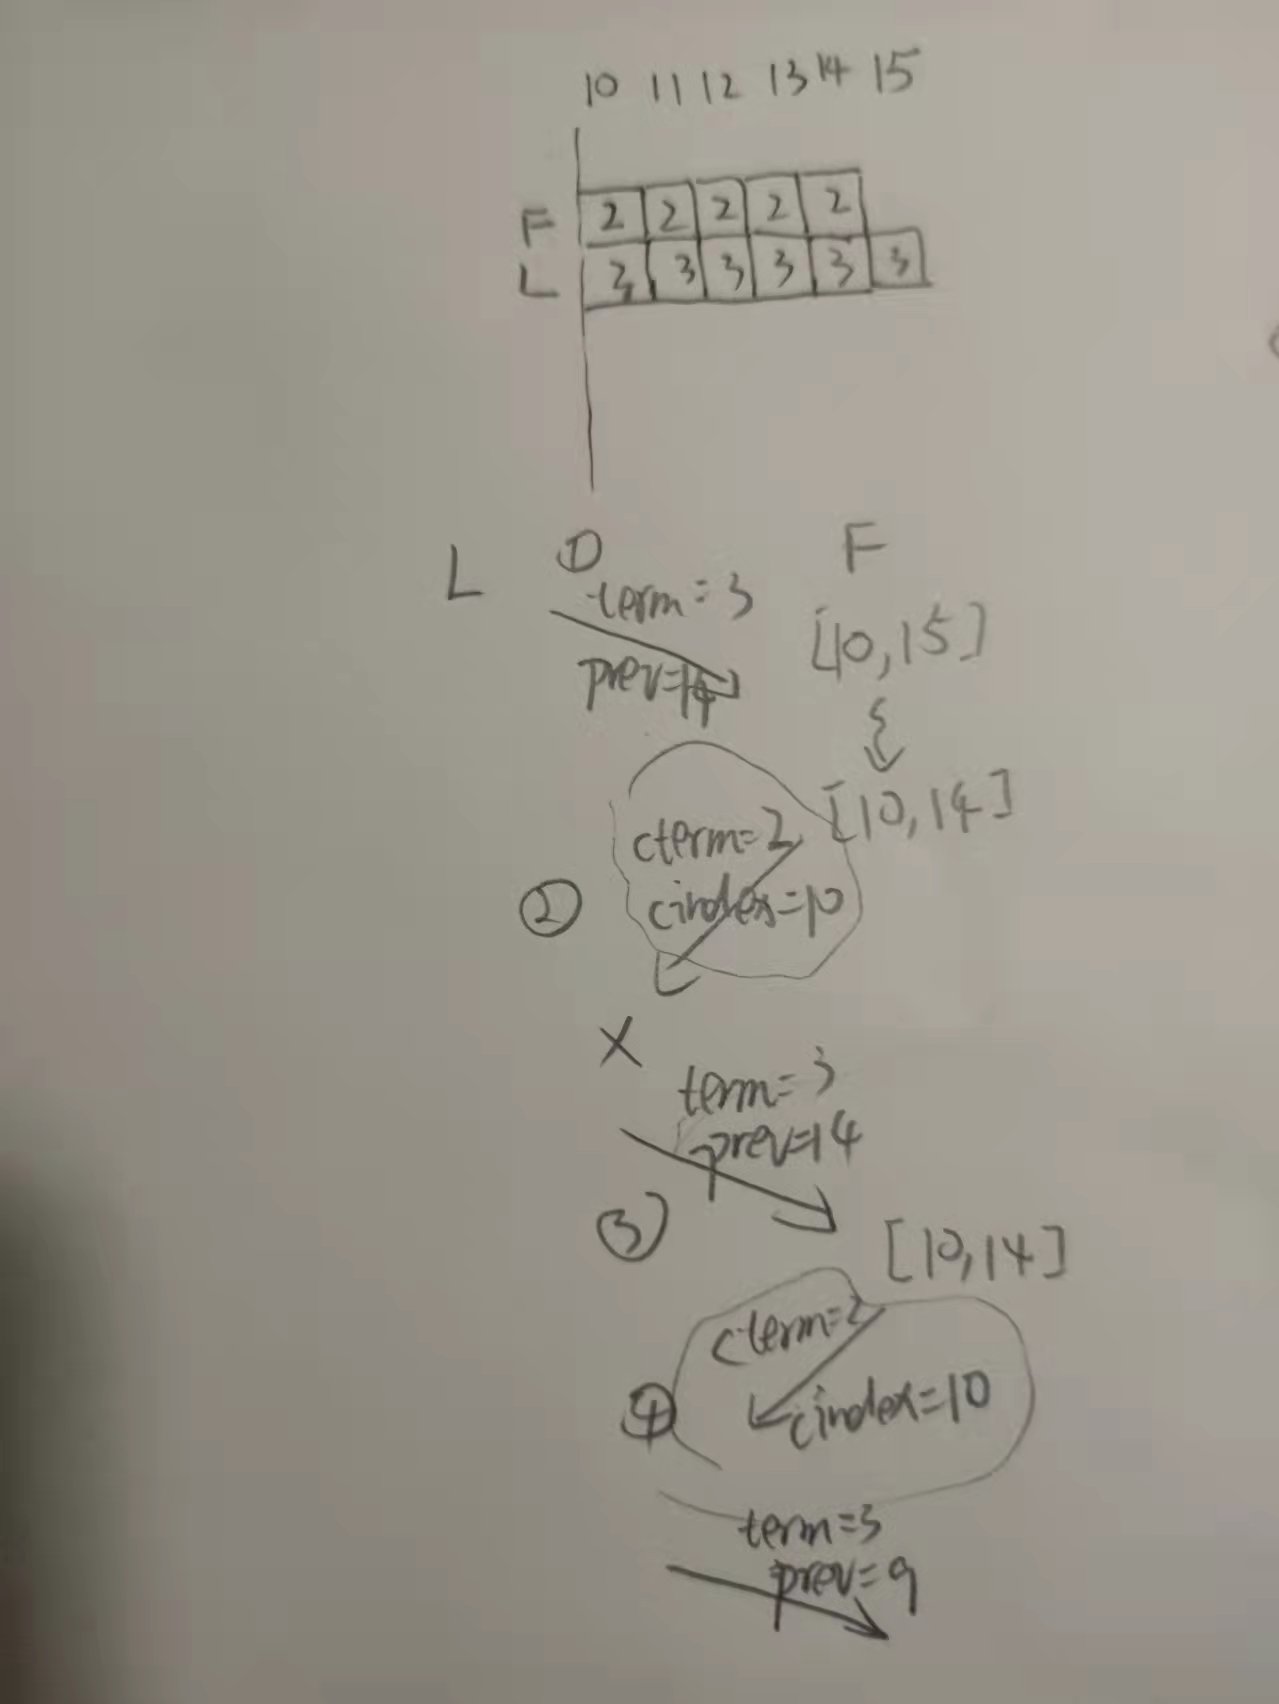 10 11 12 13 14 15
F 2 2 2 2 2
L 3 3 3 3 3 3
L ① F
term=3
prev=14
[10,15]
[10,14]
cterm=2
② cindex=10
X
term=3
prev=14
③
[10,14]
cterm=2
④ cindex=10
term=3
prev=9